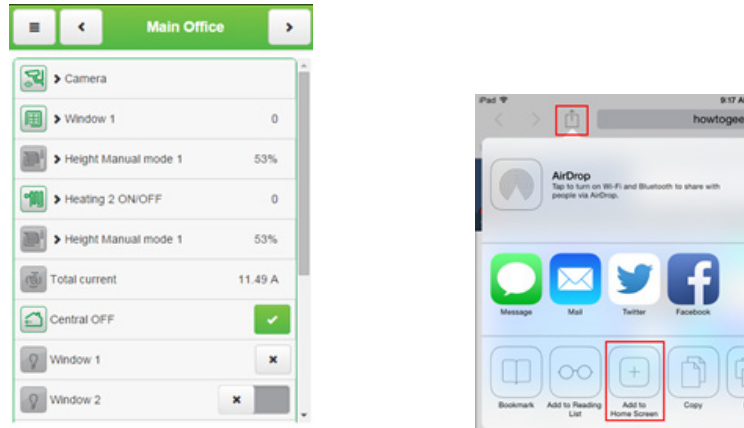 Main Office
Camera
Window 1 0
Height Manual mode 1 53%
Heating 2 ON/OFF 0
Height Manual mode 1 53%
Total current 11.49 A
Central OFF
Window 1
Window 2
iPad 9:17 AM
howtogee
AirDrop
Tap to turn on Wi-Fi and Bluetooth to share with
people via AirDrop.
Message Mail Twitter Facebook
Bookmark Add to Reading List Add to Home Screen Copy